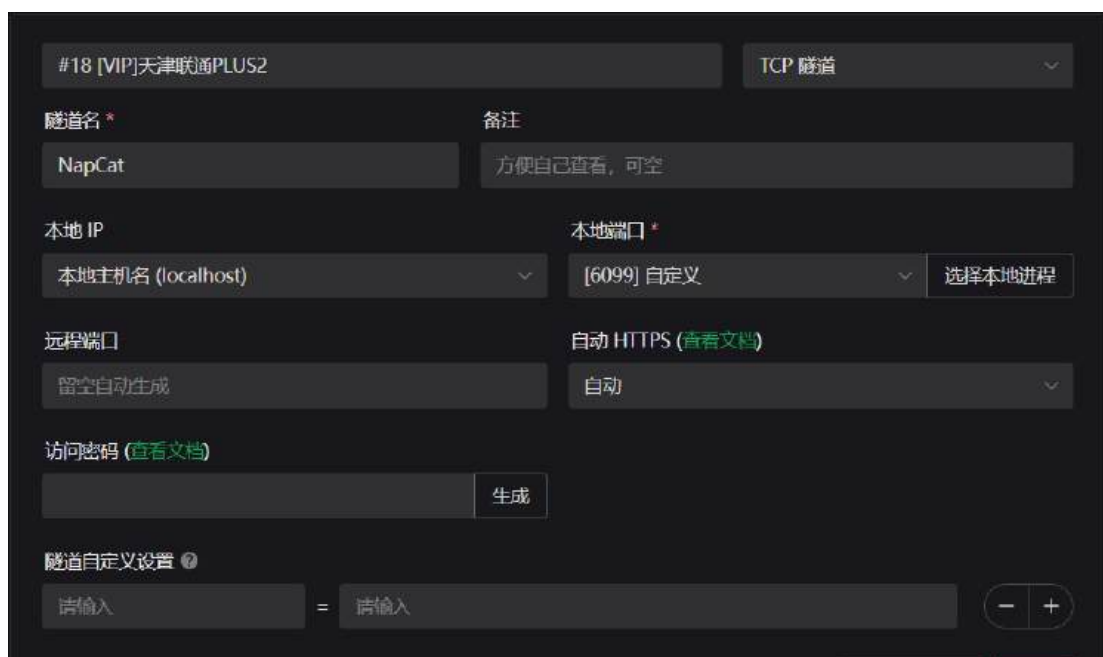 #18 [VIP]天津联通PLUS2 TCP 隧道
隧道名 * 备注
NapCat 方便自己查看，可空
本地 IP 本地端口 *
本地主机名 (localhost) [6099] 自定义 选择本地进程
远程端口 自动 HTTPS (查看文档)
留空自动生成 自动
访问密码 (查看文档)
生成
隧道自定义设置 ?
请输入 = 请输入 − +